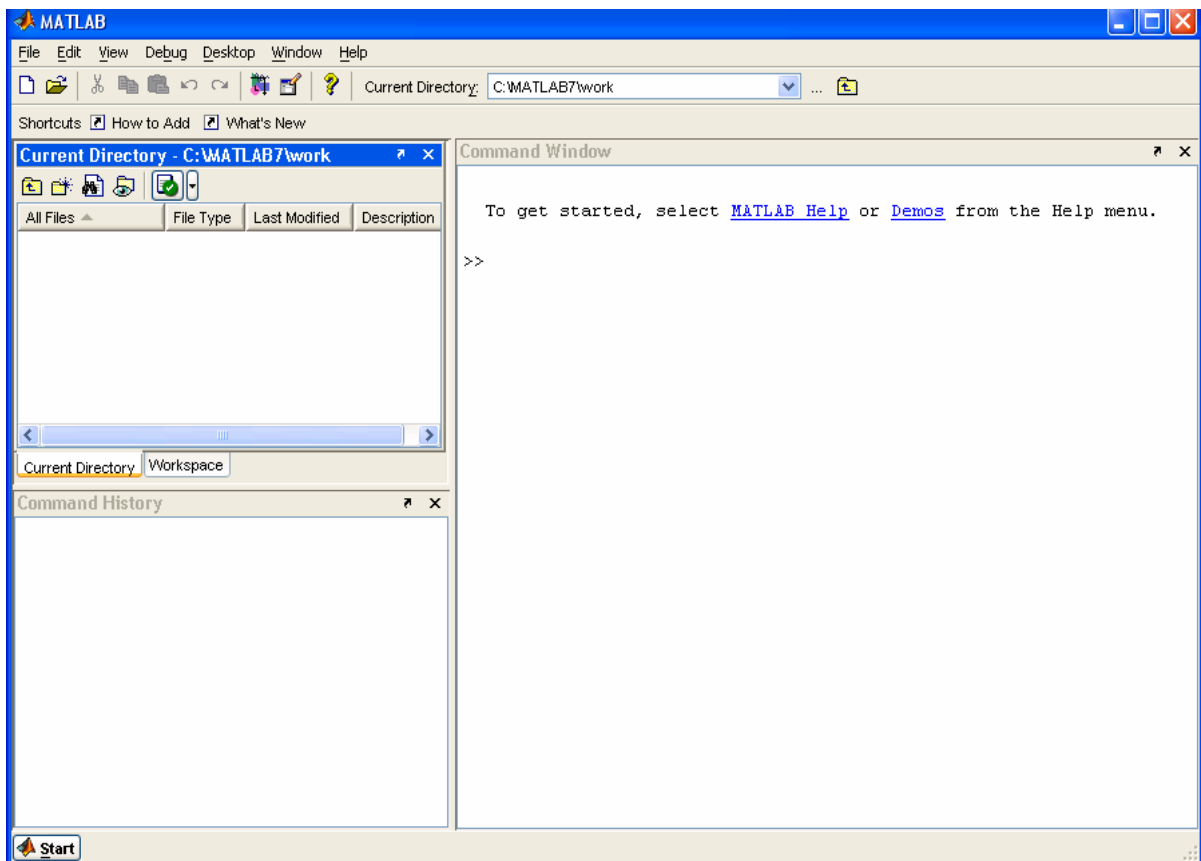 MATLAB
File Edit View Debug Desktop Window Help
Current Directory: C:\MATLAB7\work ...
Shortcuts How to Add What's New
Current Directory - C:\MATLAB7\work
All Files File Type Last Modified Description
Current Directory Workspace
Command History
Command Window
To get started, select MATLAB Help or Demos from the Help menu.
>>
Start